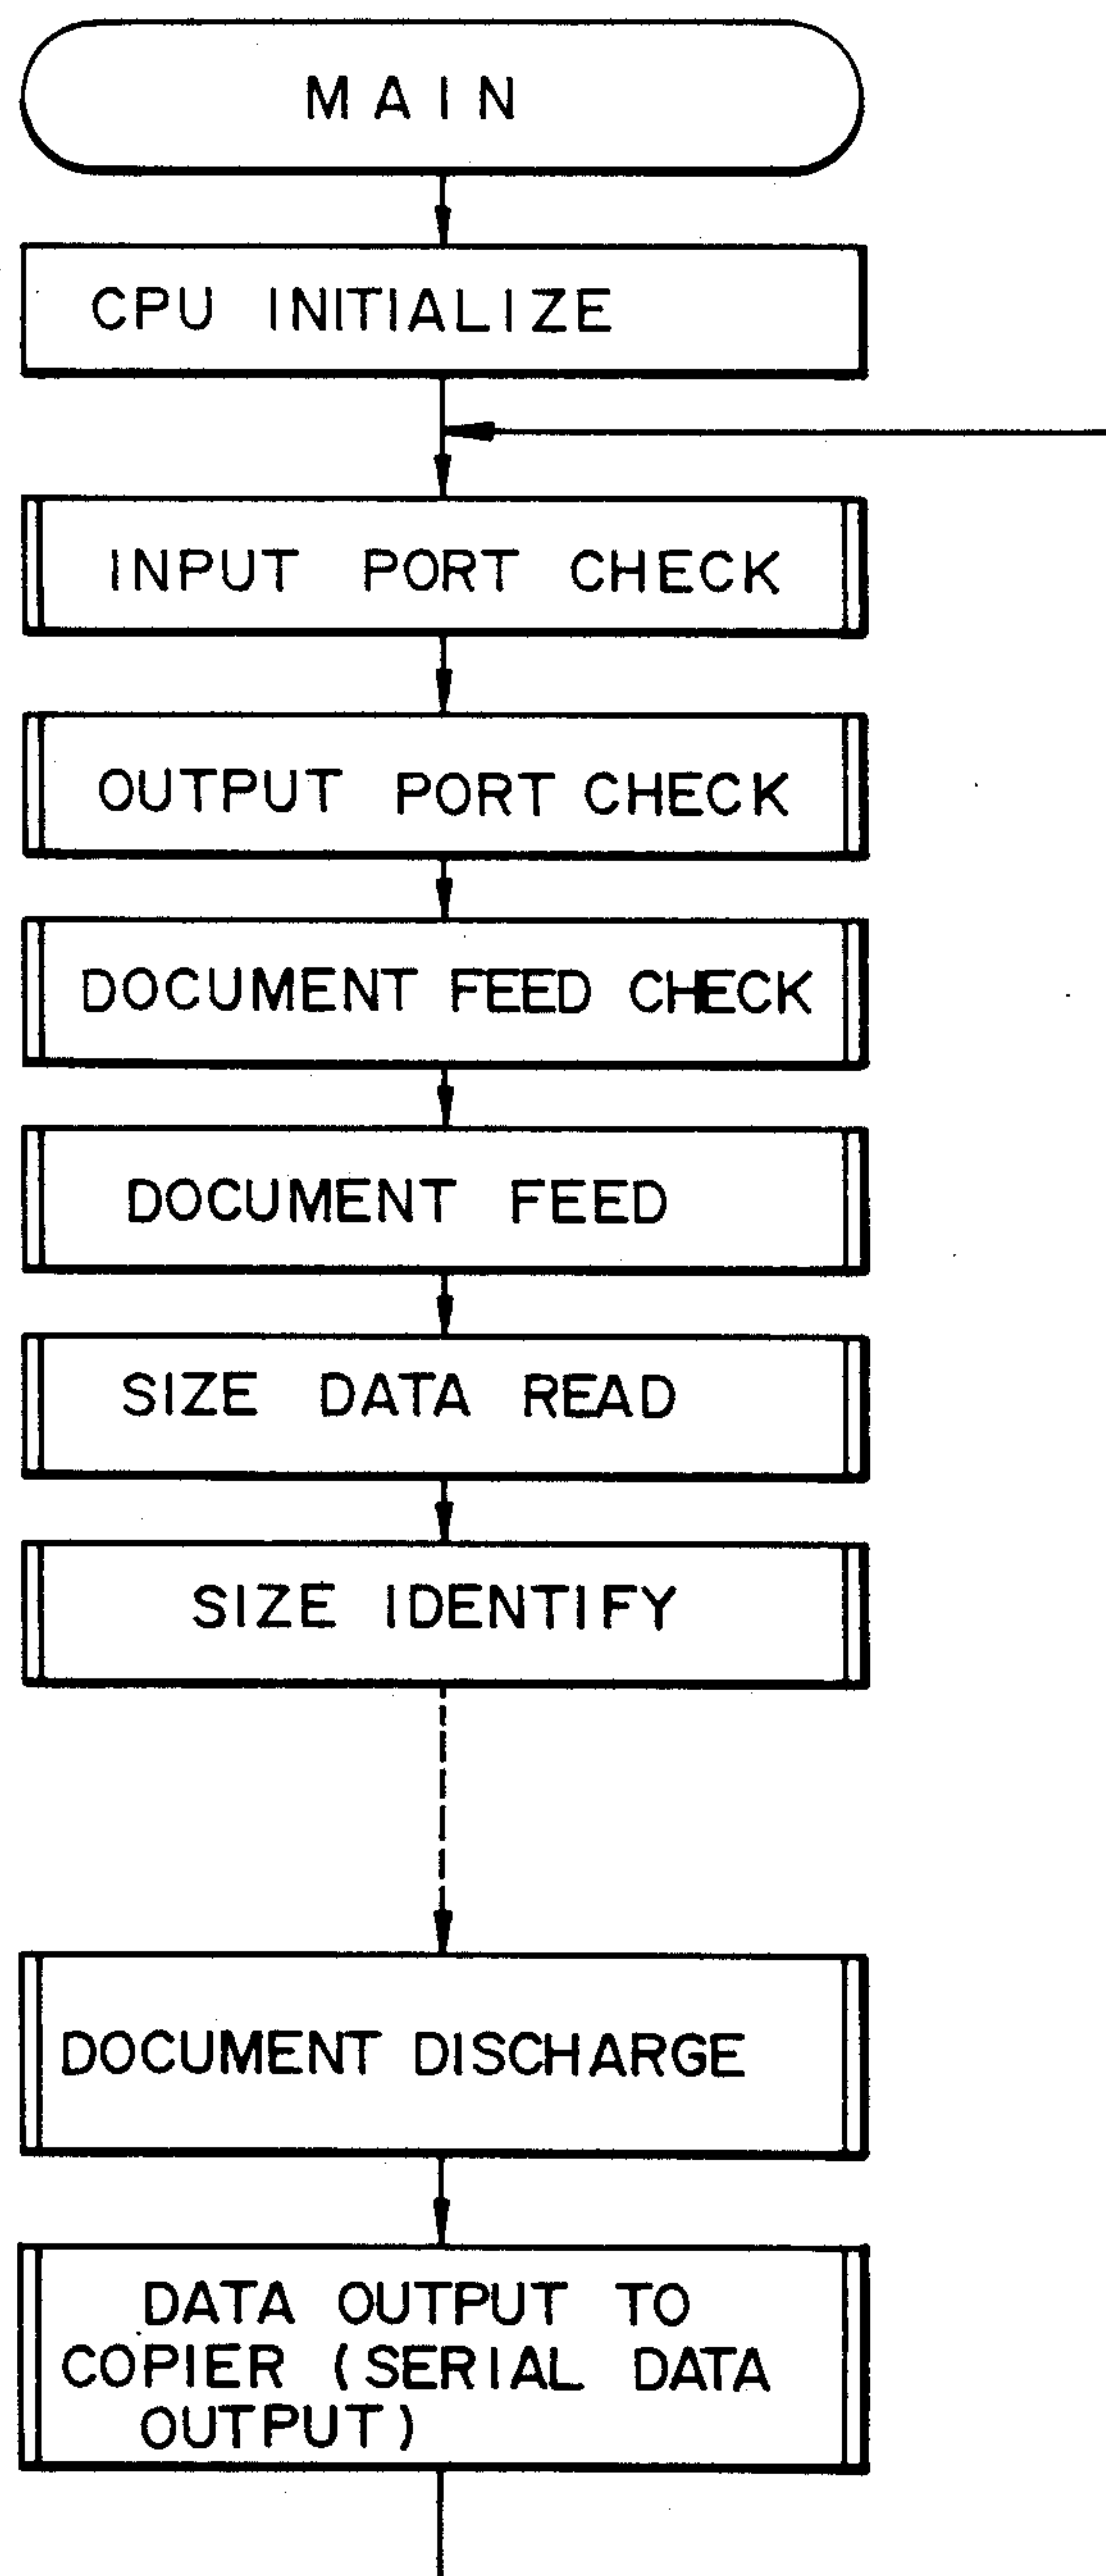 MAIN
CPU INITIALIZE
INPUT PORT CHECK
OUTPUT PORT CHECK
DOCUMENT FEED CHECK
DOCUMENT FEED
SIZE DATA READ
SIZE IDENTIFY
DOCUMENT DISCHARGE
DATA OUTPUT TO
COPIER (SERIAL DATA
OUTPUT)